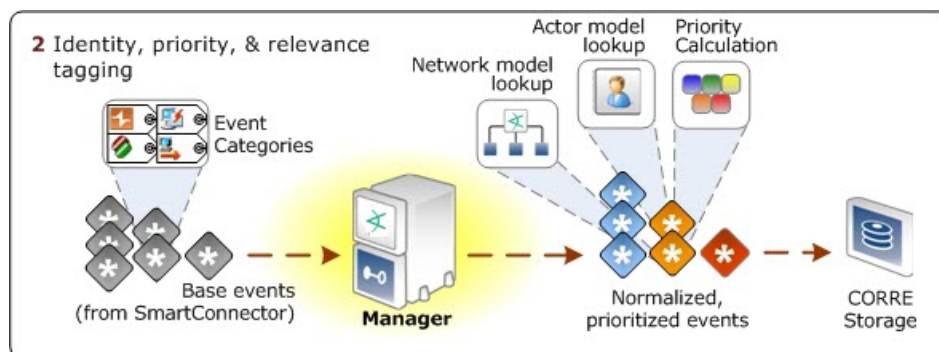 2 Identity, priority, & relevance
tagging
Event
Categories
Network model
lookup
Actor model
lookup
Priority
Calculation
Base events
(from SmartConnector)
Manager
Normalized,
prioritized events
CORRE
Storage